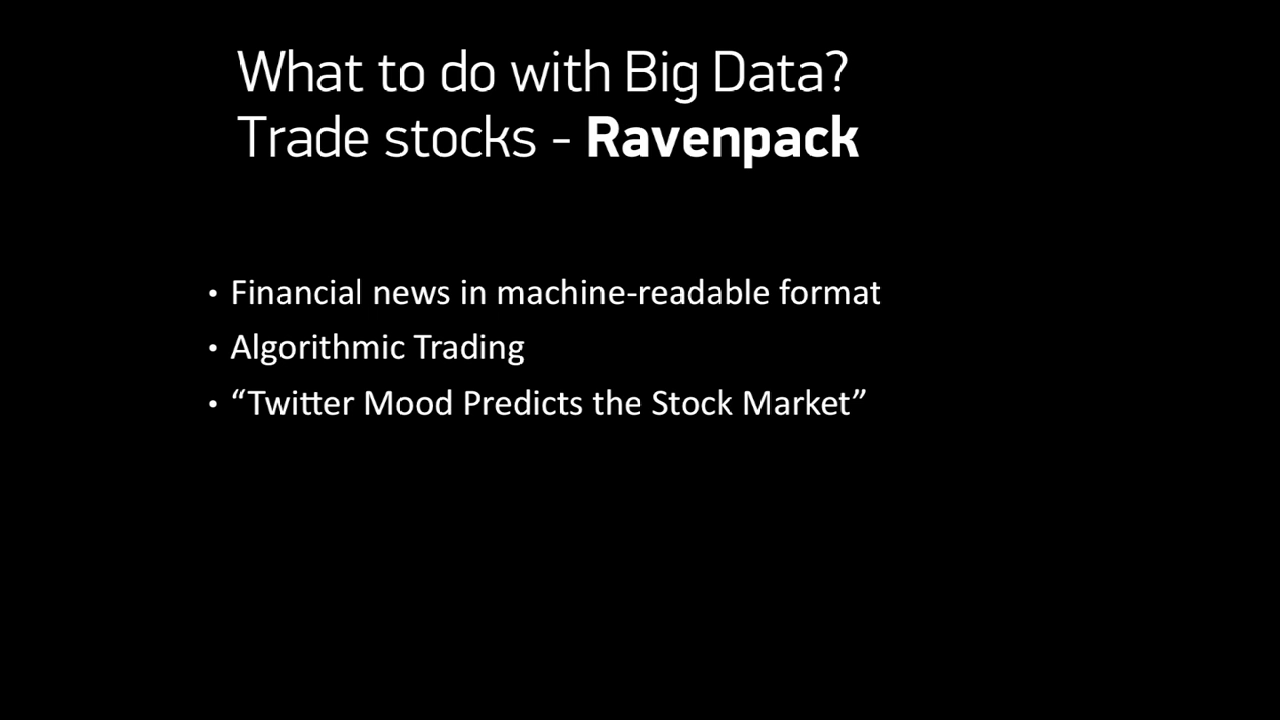 What to do with Big Data?
Trade stocks - Ravenpack
• Financial news in machine-readable format
• Algorithmic Trading
• “Twitter Mood Predicts the Stock Market”